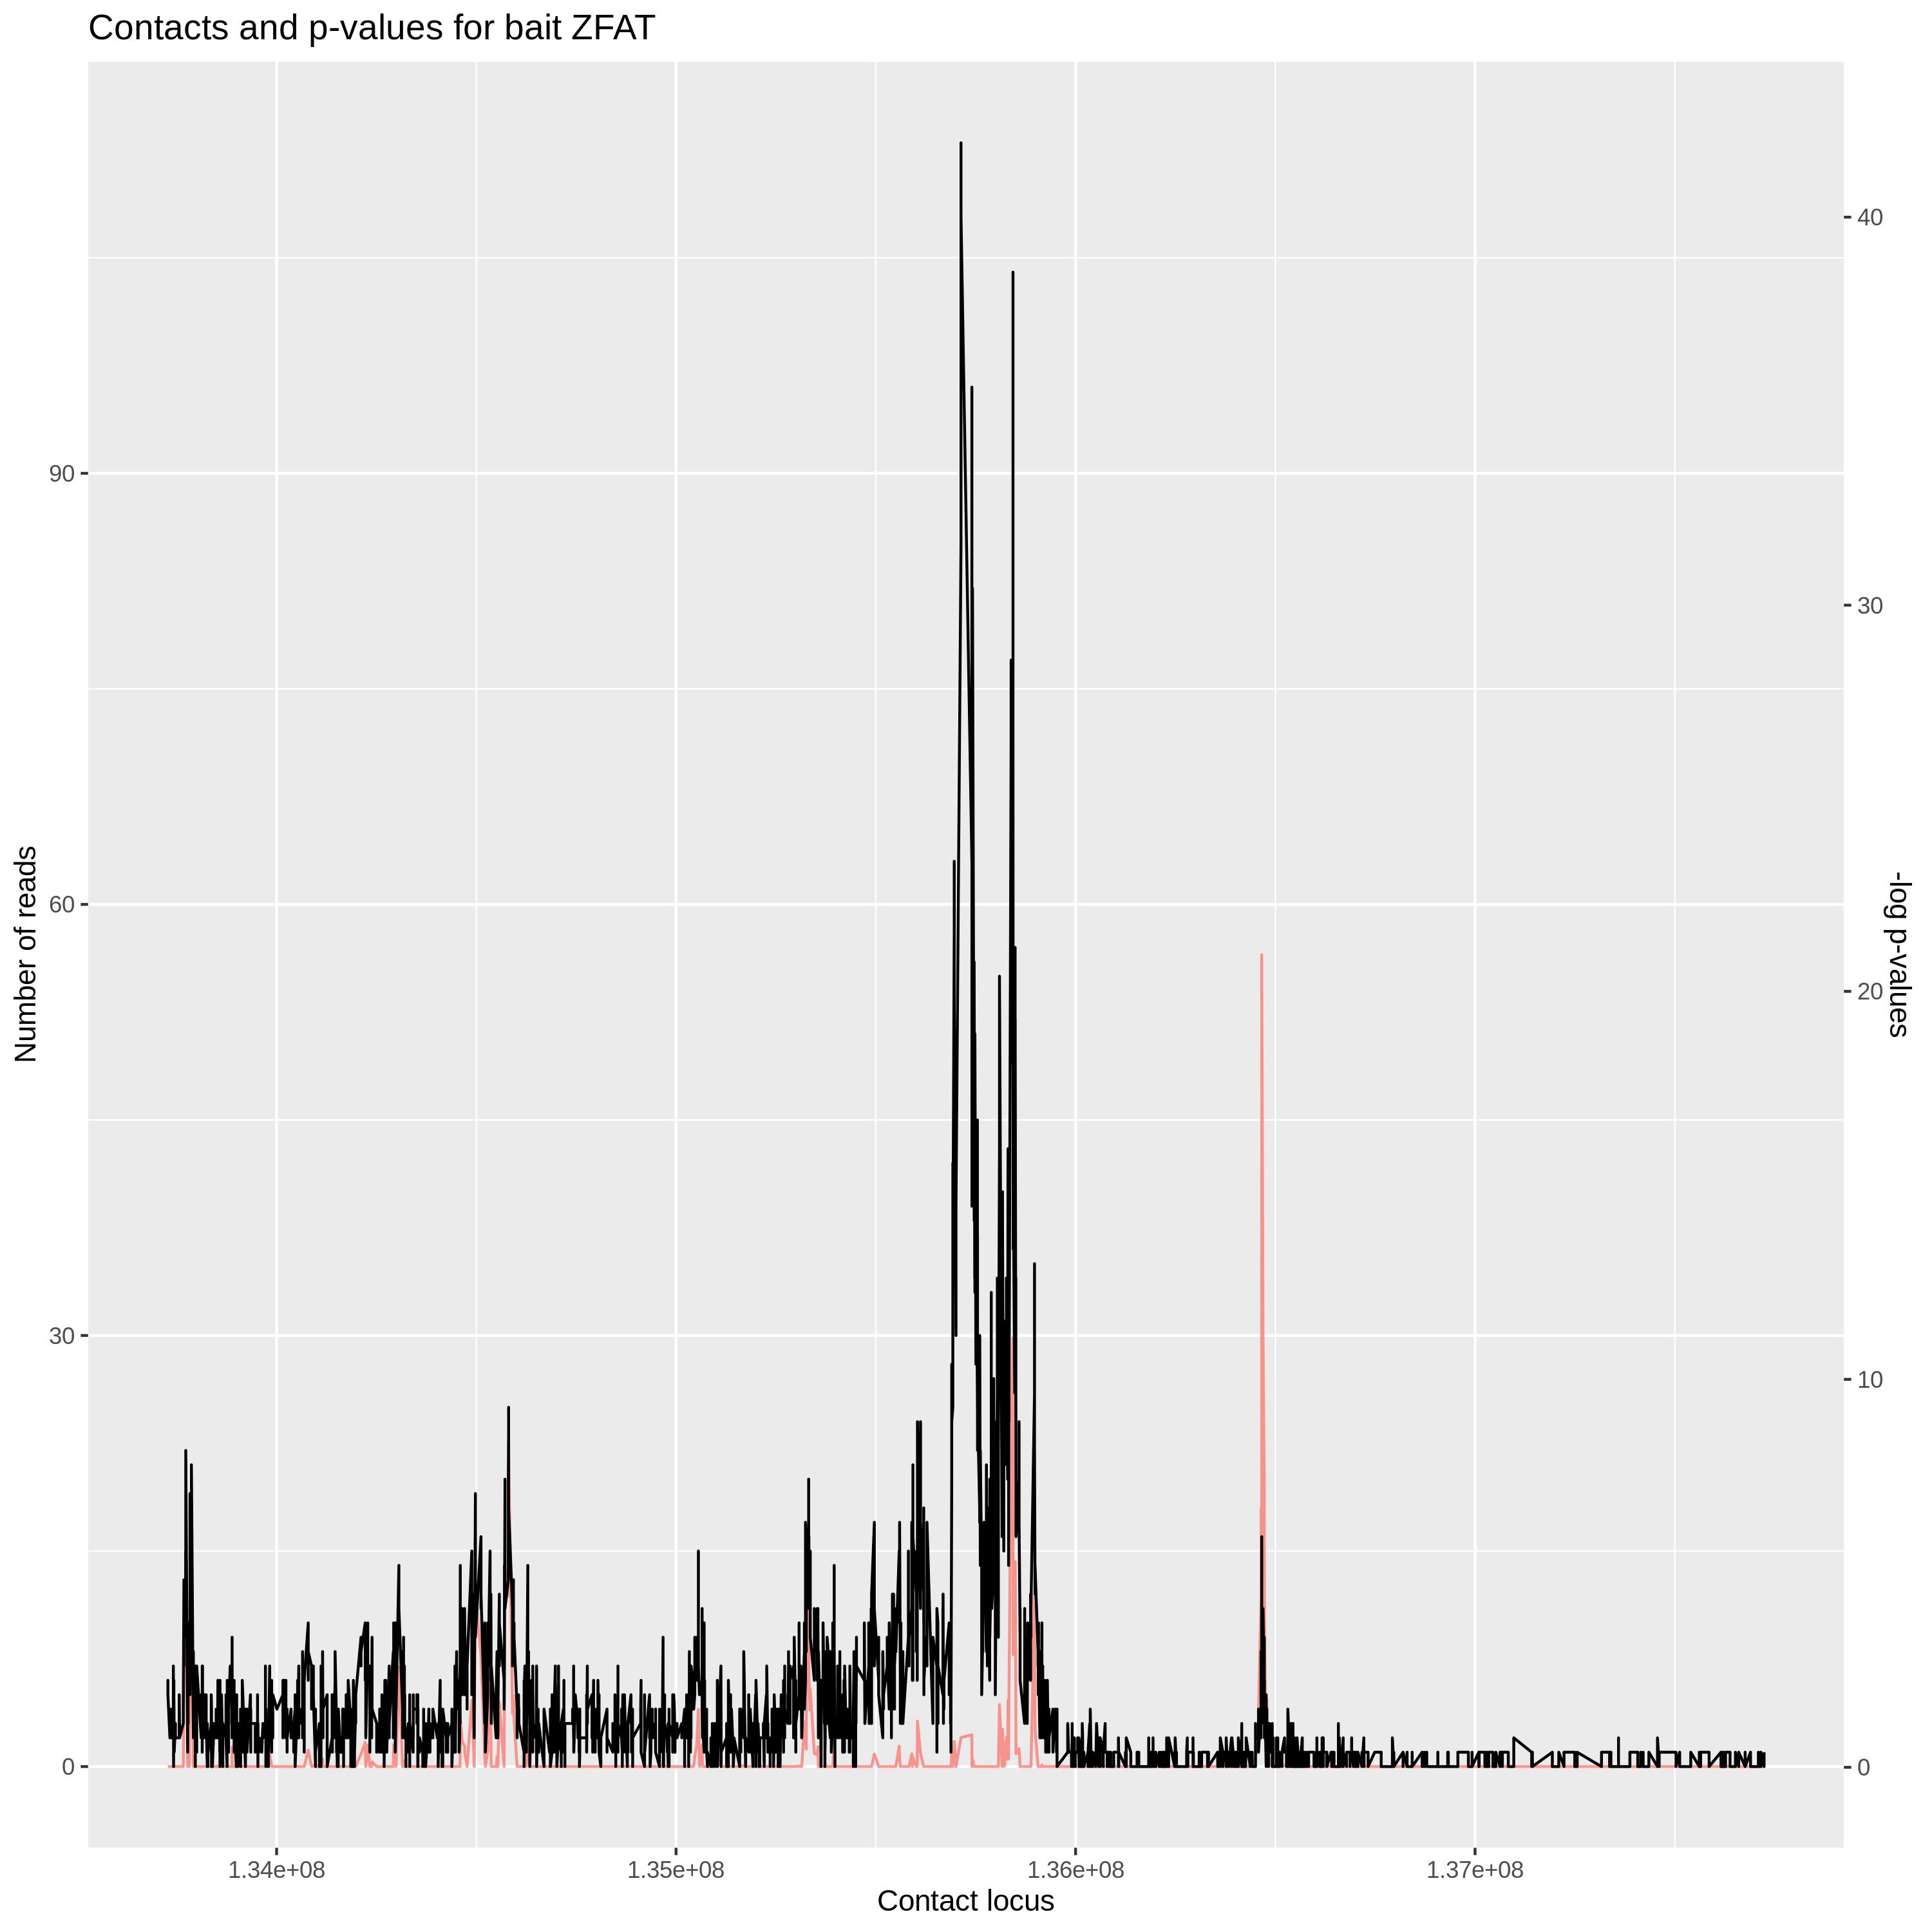 Contacts and p-values for bait ZFAT
Number of reads
90
60
30
0
40
30
20
10
0
-log p-values
1.34e+08
1.35e+08
1.36e+08
1.37e+08
Contact locus